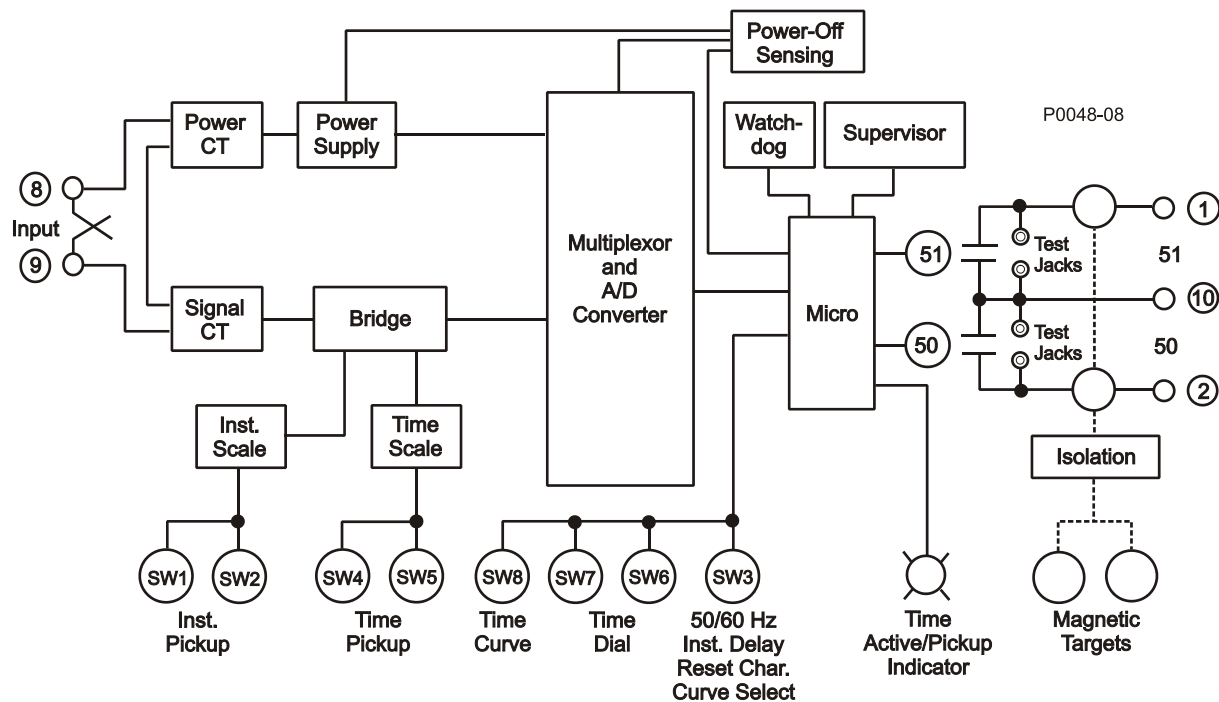 Power-Off
Sensing
P0048-08
Power
CT
Power
Supply
Watch-
dog
Supervisor
8
Input
9
1
51
Test
Jacks
51
10
Multiplexor
and
A/D
Converter
Signal
CT
Bridge
Micro
50
Test
Jacks
50
2
Inst.
Scale
Time
Scale
Isolation
SW1
SW2
SW4
SW5
SW8
SW7
SW6
SW3
Inst.
Pickup
Time
Pickup
Time
Curve
Time
Dial
50/60 Hz
Inst. Delay
Reset Char.
Curve Select
Time
Active/Pickup
Indicator
Magnetic
Targets